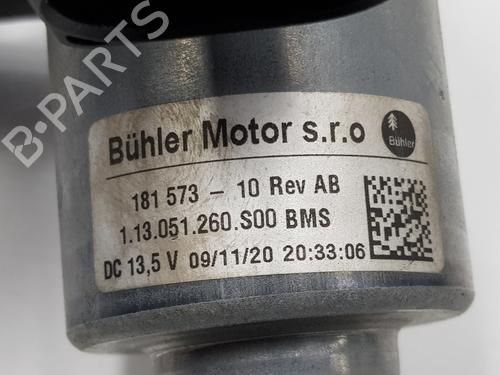 B-PARTS
Bühler Motor s.r.o
Bühler
181 573 - 10 Rev AB
1.13.051.260.S00 BMS
DC 13,5 V 09/11/20 20:33:06